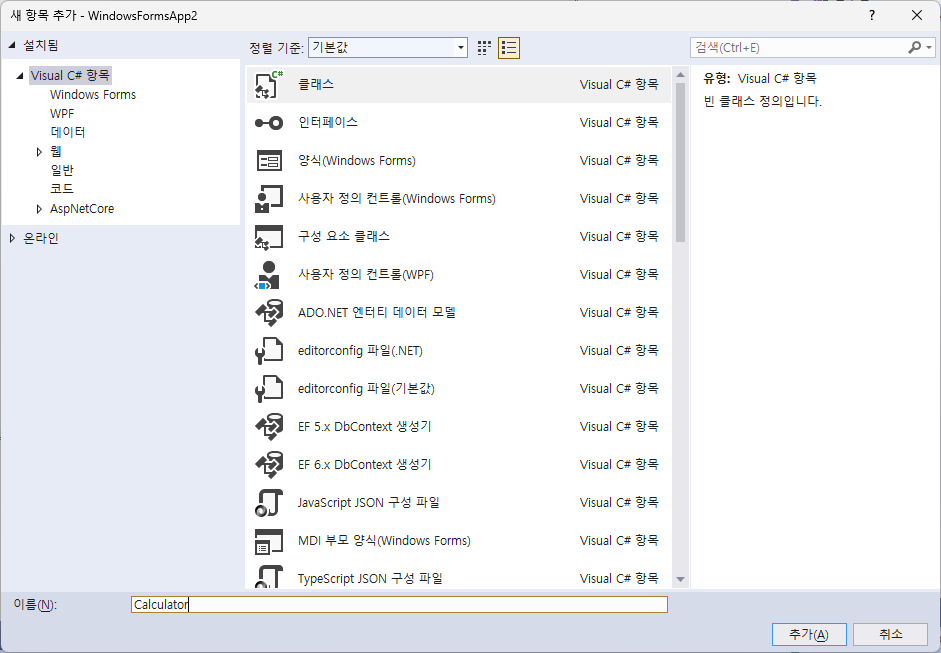 새 항목 추가 - WindowsFormsApp2
?
설치됨
정렬 기준: 기본값
검색(Ctrl+E)
Visual C# 항목
Windows Forms
WPF
데이터
웹
일반
코드
AspNetCore
온라인
C#
클래스 Visual C# 항목
인터페이스 Visual C# 항목
양식(Windows Forms) Visual C# 항목
사용자 정의 컨트롤(Windows Forms) Visual C# 항목
구성 요소 클래스 Visual C# 항목
사용자 정의 컨트롤(WPF) Visual C# 항목
ADO.NET 엔터티 데이터 모델 Visual C# 항목
editorconfig 파일(.NET) Visual C# 항목
editorconfig 파일(기본값) Visual C# 항목
EF 5.x DbContext 생성기 Visual C# 항목
EF 6.x DbContext 생성기 Visual C# 항목
JavaScript JSON 구성 파일 Visual C# 항목
MDI 부모 양식(Windows Forms) Visual C# 항목
TypeScript JSON 구성 파일 Visual C# 항목
유형: Visual C# 항목
빈 클래스 정의입니다.
이름(N): Calculator
추가(A) 취소